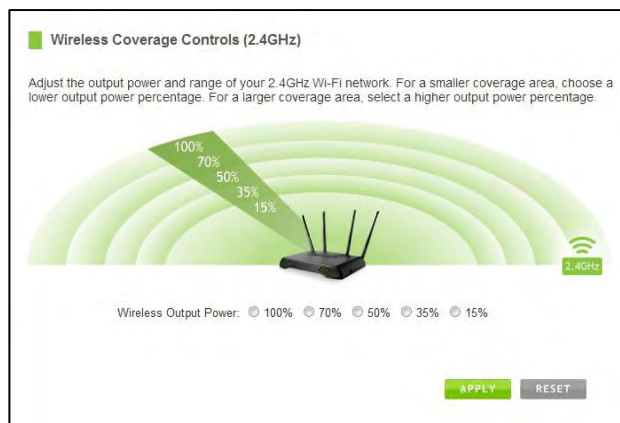 Wireless Coverage Controls (2.4GHz)
Adjust the output power and range of your 2.4GHz Wi-Fi network. For a smaller coverage area, choose a
lower output power percentage. For a larger coverage area, select a higher output power percentage.
100%
70%
50%
35%
15%
2.4GHz
Wireless Output Power: 100% 70% 50% 35% 15%
APPLY RESET